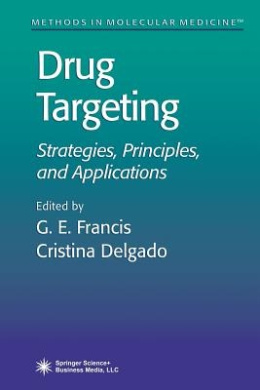 METHODS IN MOLECULAR MEDICINE™
Drug
Targeting
Strategies, Principles,
and Applications
Edited by
G. E. Francis
Cristina Delgado
Springer Science+
Business Media, LLC